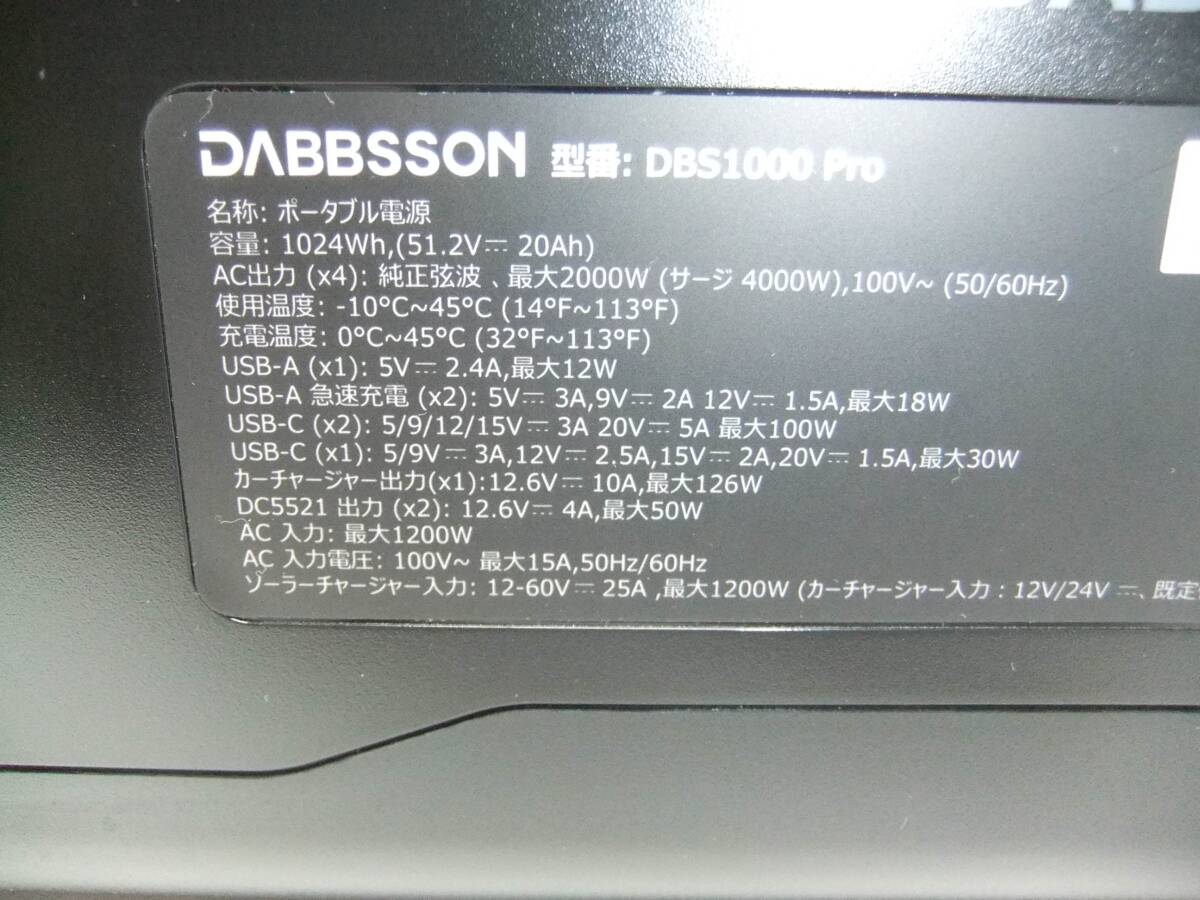 DABBSSON 型番: DBS1000 Pro
名称: ポータブル電源
容量: 1024Wh,(51.2V⎓ 20Ah)
AC出力 (x4): 純正弦波 、最大2000W (サージ 4000W),100V~ (50/60Hz)
使用温度: -10°C~45°C (14°F~113°F)
充電温度: 0°C~45°C (32°F~113°F)
USB-A (x1): 5V⎓ 2.4A,最大12W
USB-A 急速充電 (x2): 5V⎓ 3A,9V⎓ 2A 12V⎓ 1.5A,最大18W
USB-C (x2): 5/9/12/15V⎓ 3A 20V⎓ 5A 最大100W
USB-C (x1): 5/9V⎓ 3A,12V⎓ 2.5A,15V⎓ 2A,20V⎓ 1.5A,最大30W
カーチャージャー出力(x1):12.6V⎓ 10A,最大126W
DC5521 出力 (x2): 12.6V⎓ 4A,最大50W
AC 入力: 最大1200W
AC 入力電圧: 100V~ 最大15A,50Hz/60Hz
ソーラーチャージャー入力: 12-60V⎓ 25A ,最大1200W (カーチャージャー入力 : 12V/24V ⎓、既定